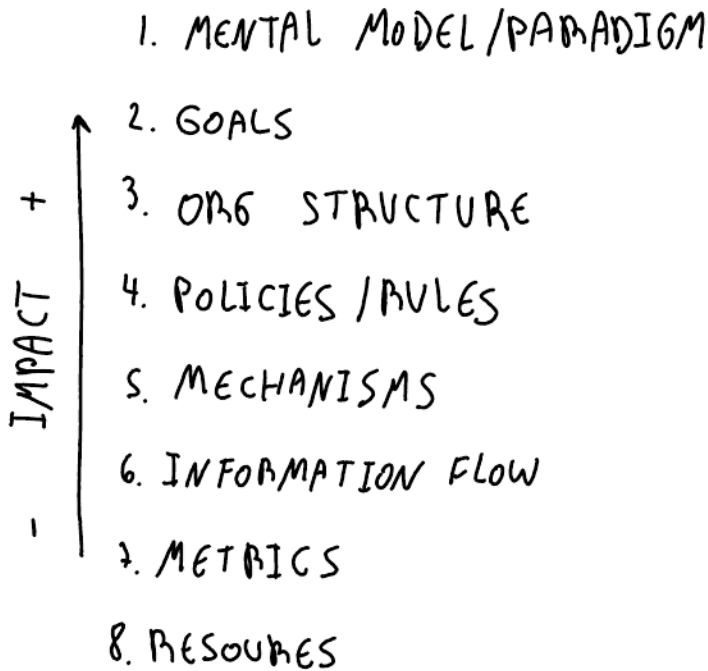 1. MENTAL MODEL/PARADIGM
2. GOALS
3. ORG STRUCTURE
4. POLICIES/RULES
5. MECHANISMS
6. INFORMATION FLOW
7. METRICS
8. RESOURES
- IMPACT +